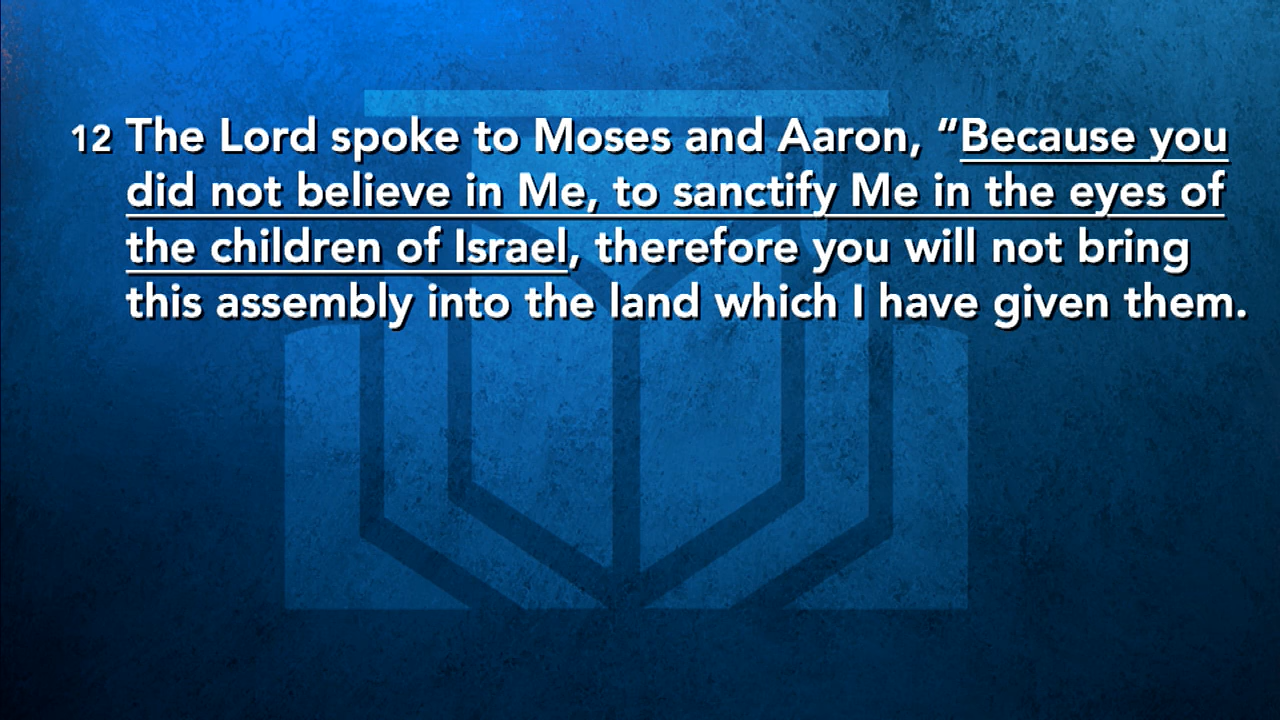 12 The Lord spoke to Moses and Aaron, “Because you
did not believe in Me, to sanctify Me in the eyes of
the children of Israel, therefore you will not bring
this assembly into the land which I have given them.